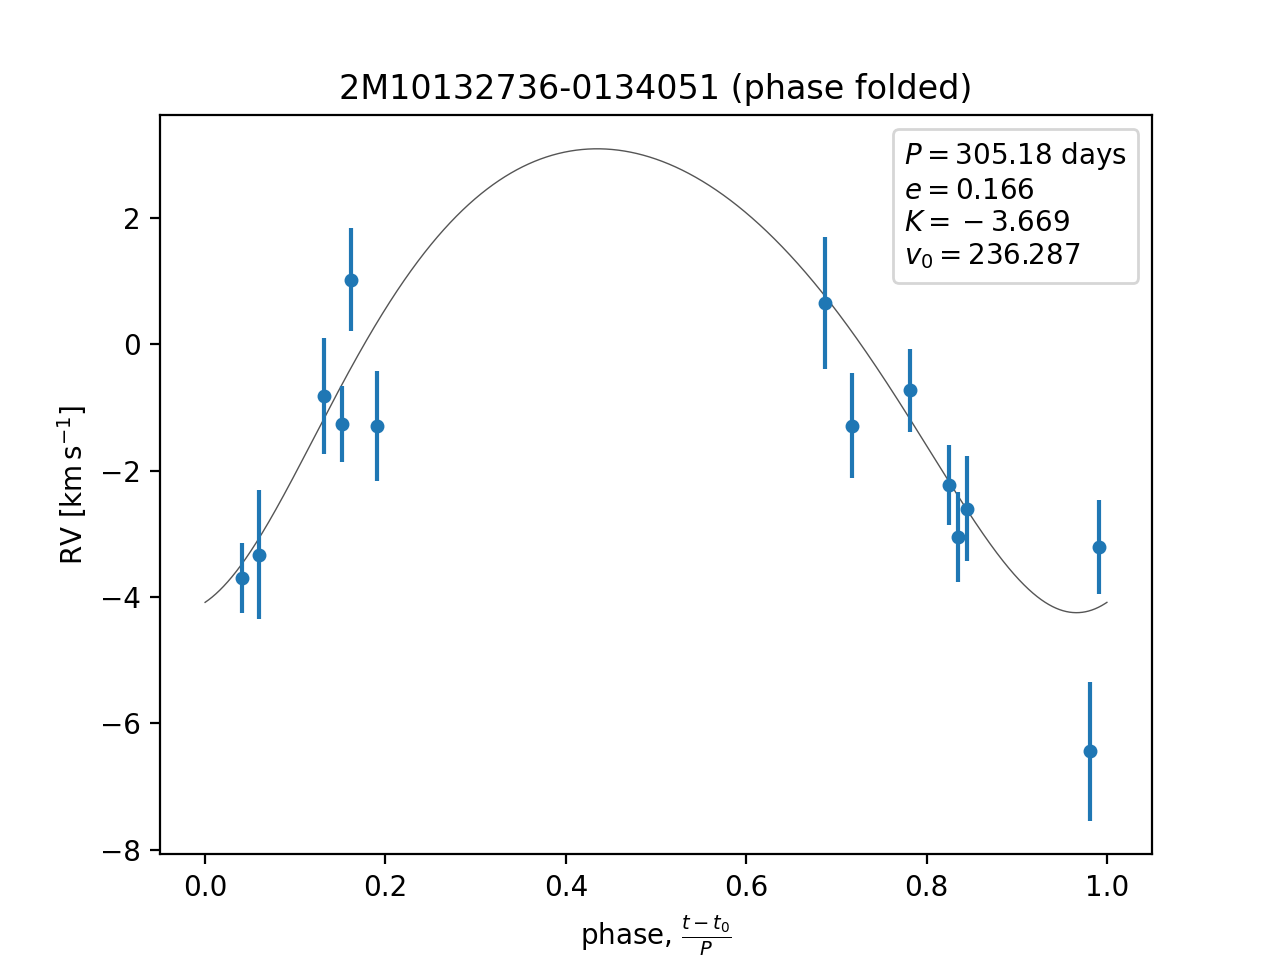 2M10132736-0134051 (phase folded)
P = 305.18 days
e = 0.166
K = −3.669
v₀ = 236.287
RV [km s⁻¹]
2
0
−2
−4
−6
−8
0.0 0.2 0.4 0.6 0.8 1.0
phase, (t − t₀)/P